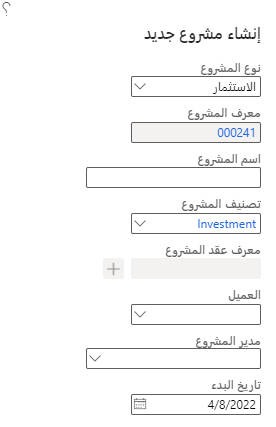 ؟
إنشاء مشروع جديد
نوع المشروع
الاستثمار
معرف المشروع
000241
اسم المشروع
تصنيف المشروع
Investment
معرف عقد المشروع
العميل
مدير المشروع
تاريخ البدء
4/8/2022